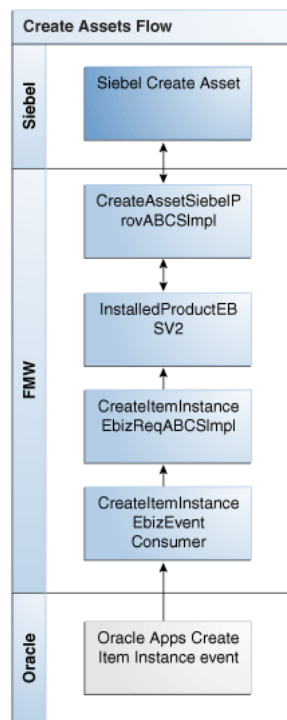 Create Assets Flow
Siebel
Siebel Create Asset
FMW
CreateAssetSiebelP
rovABCSImpl
InstalledProductEB
SV2
CreateItemInstance
EbizReqABCSImpl
CreateItemInstance
EbizEvent
Consumer
Oracle
Oracle Apps Create
Item Instance event